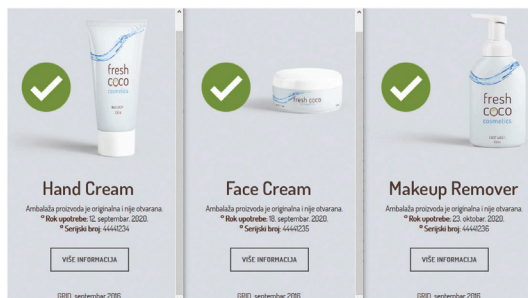 fresh
coco
cosmetics
Hand Cream
Ambalaža proizvoda je originalna i nije otvarana.
° Rok upotrebe: 12. septembar. 2020.
° Serijski broj: 44441234
VIŠE INFORMACIJA
GRID, septembar 2016.
fresh coco
cosmetics
Face Cream
Ambalaža proizvoda je originalna i nije otvarana.
° Rok upotrebe: 18. septembar. 2020.
° Serijski broj: 44441235
VIŠE INFORMACIJA
GRID, septembar 2016.
fresh
coco
cosmetics
Makeup Remover
Ambalaža proizvoda je originalna i nije otvarana.
° Rok upotrebe: 23. oktobar. 2020.
° Serijski broj: 44441236
VIŠE INFORMACIJA
GRID, septembar 2016.